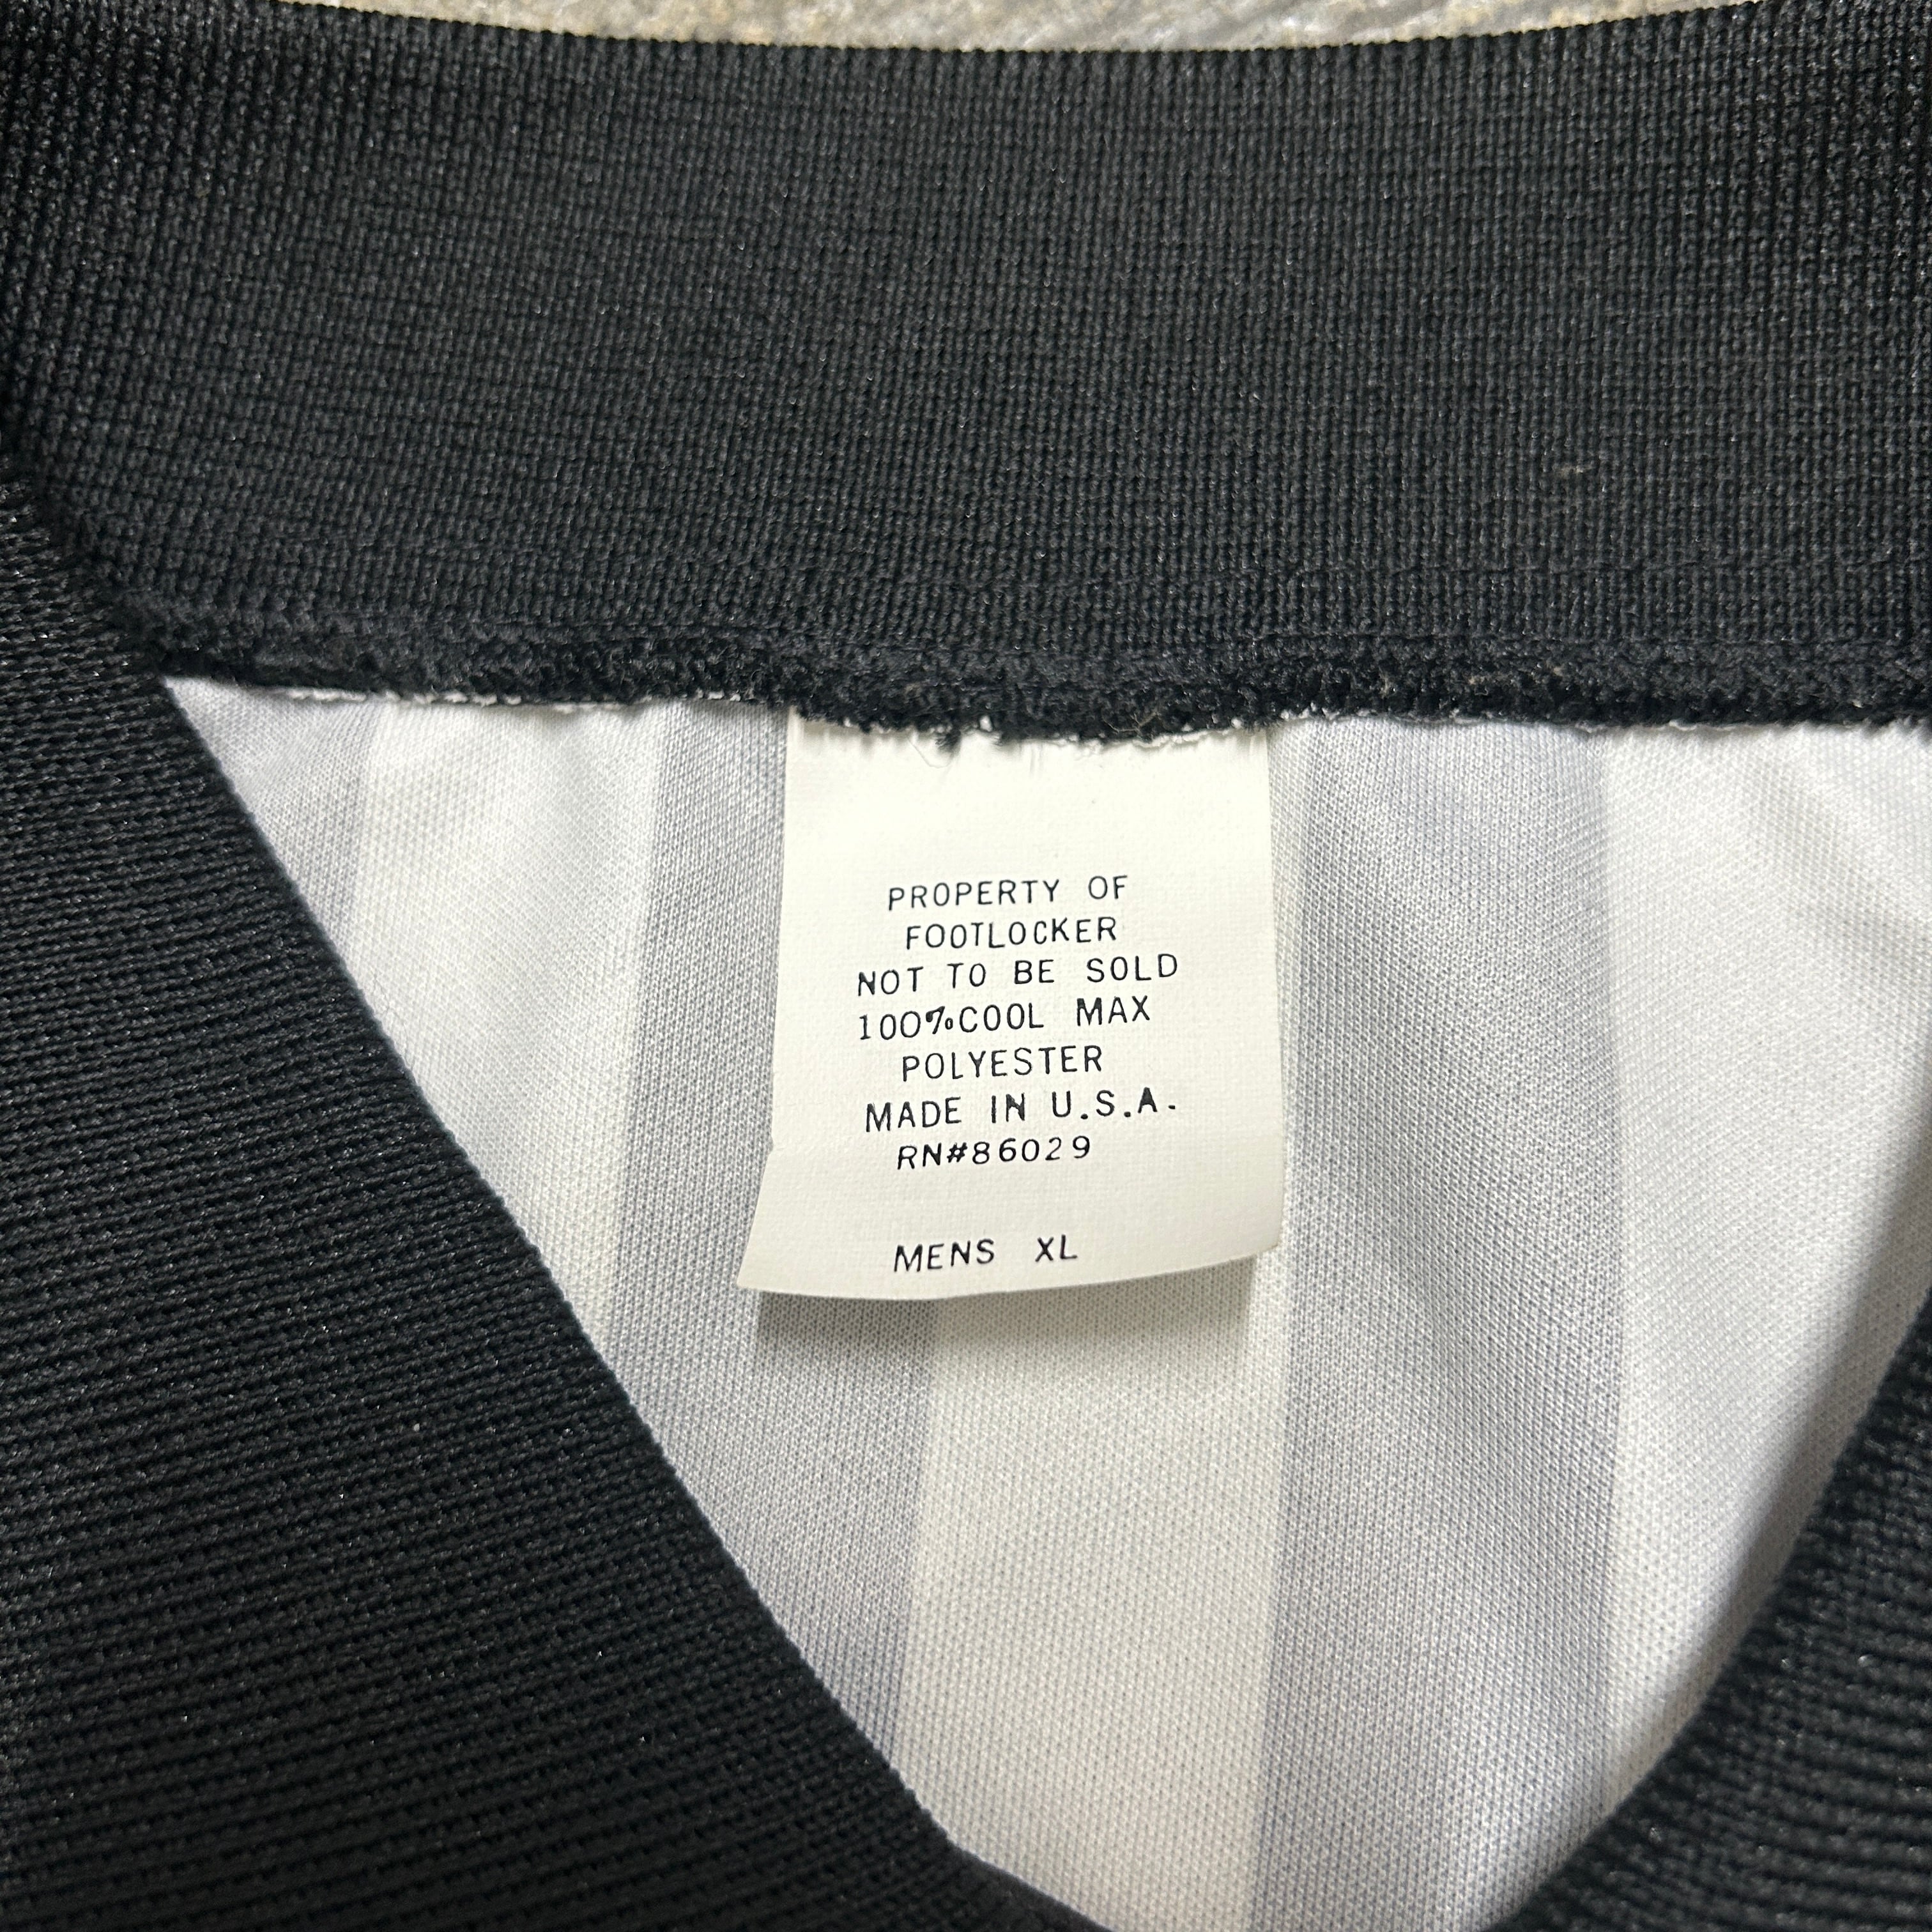 PROPERTY OF
FOOTLOCKER
NOT TO BE SOLD
100%COOL MAX
POLYESTER
MADE IN U.S.A.
RN#86029
MENS XL